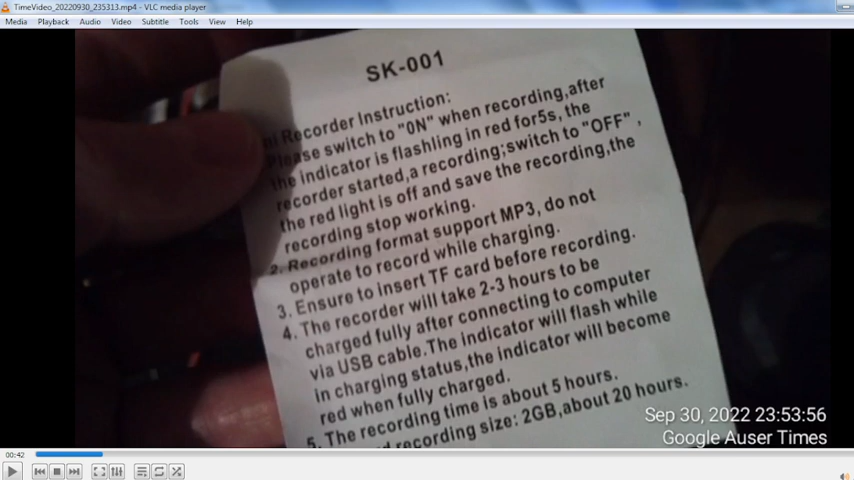 TimeVideo_20220930_235313.mp4 - VLC media player
Media Playback Audio Video Subtitle Tools View Help
SK-001
ni Recorder Instruction:
Please switch to "0N" when recording,after
the indicator is flashling in red for5s, the
recorder started,a recording;switch to "OFF" ,
the red light is off and save the recording,the
recording stop working.
2. Recording format support MP3, do not
operate to record while charging.
3. Ensure to insert TF card before recording.
4. The recorder will take 2-3 hours to be
charged fully after connecting to computer
via USB cable.The indicator will flash while
in charging status,the indicator will become
red when fully charged.
5. The recording time is about 5 hours.
recording size: 2GB,about 20 hours.
Sep 30, 2022 23:53:56
Google Auser Times
00:42